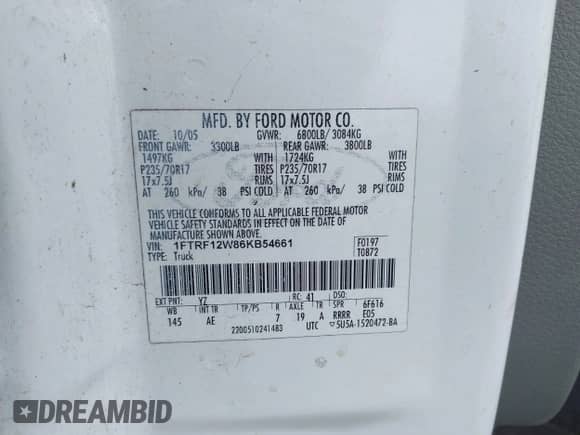 MFD. BY FORD MOTOR CO.
DATE: 10/05 GVWR: 6800LB/ 3084KG
FRONT GAWR: 3300LB REAR GAWR: 3800LB
1497KG WITH 1724KG WITH
P235/70R17 TIRES P235/70R17 TIRES
17x7.5J RIMS 17x7.5J RIMS
AT 260 kPa/ 38 PSI COLD AT 260 kPa/ 38 PSI COLD
THIS VEHICLE CONFORMS TO ALL APPLICABLE FEDERAL MOTOR
VEHICLE SAFETY STANDARDS IN EFFECT ON THE DATE OF
MANUFACTURE SHOWN ABOVE.
VIN: 1FTRF12W86KB54661 F0197
TYPE: Truck T0872
EXT PNT: YZ RC: 41 DSO:
WB INT TR TP/PS R AXLE TR SPR 6F616
145 AE 7 19 A RRRR E05
2200510241483 UTC 5U5A-1520472-BA
DREAMBID